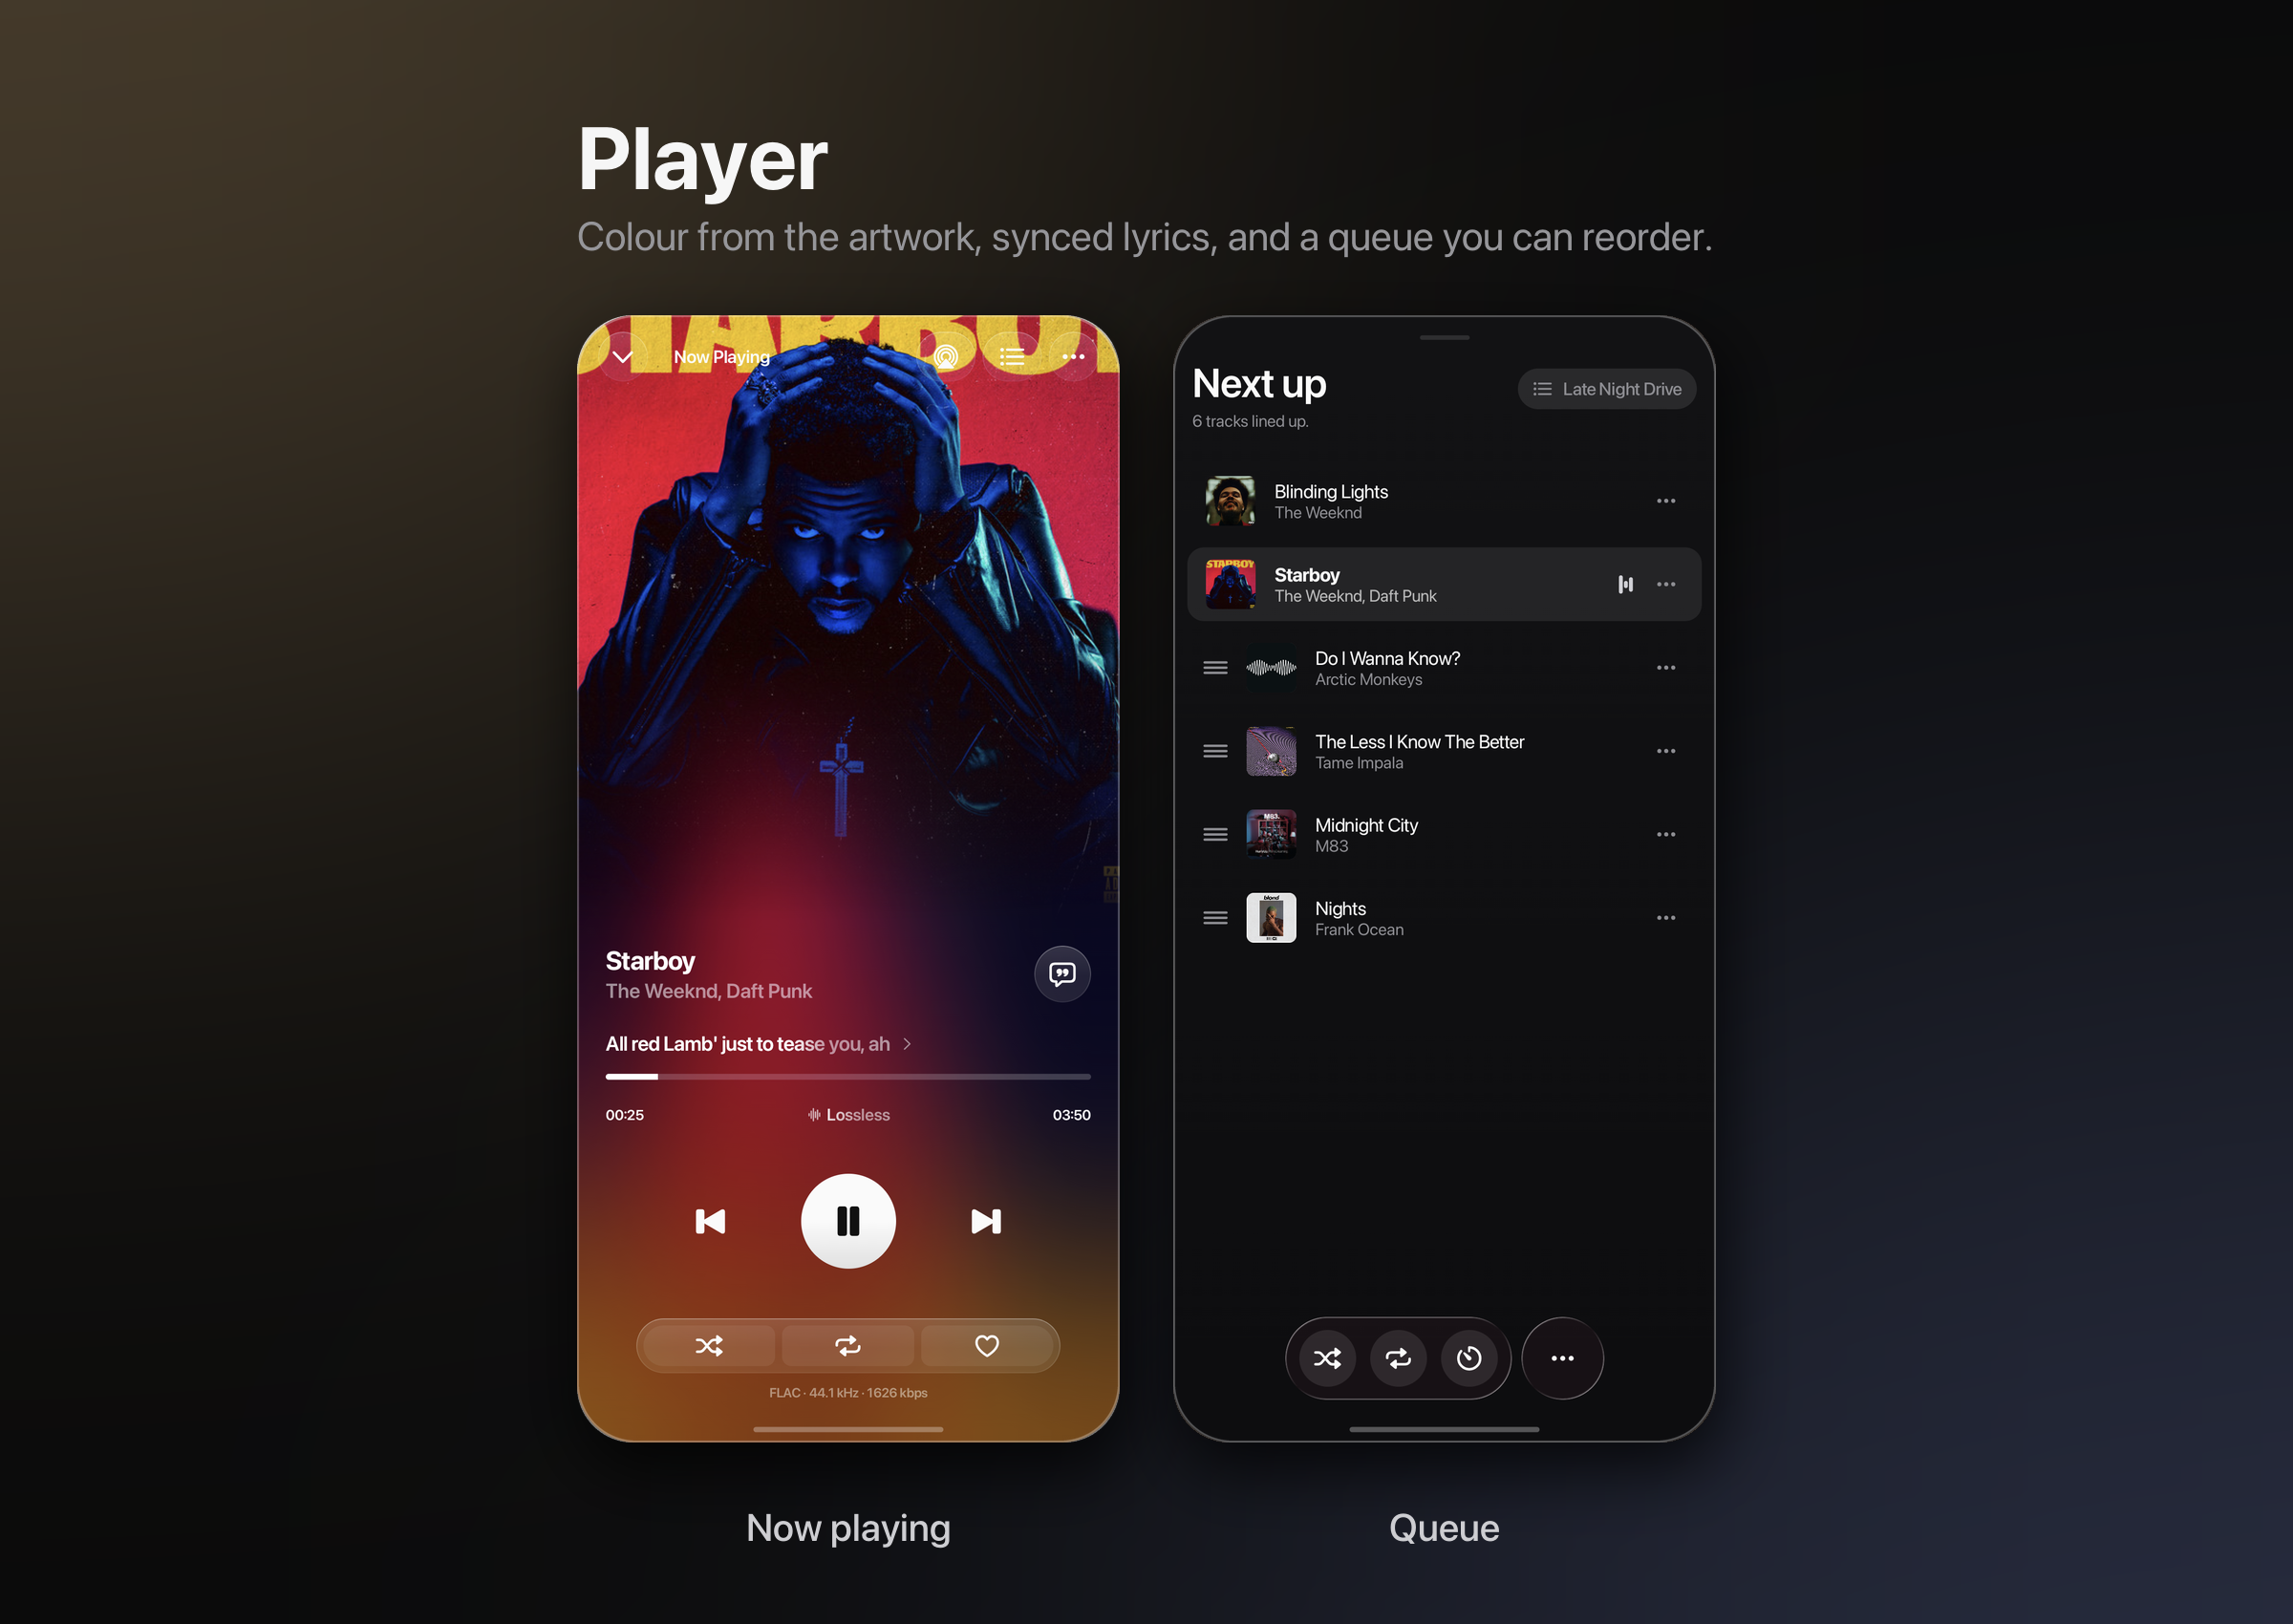 Player
Colour from the artwork, synced lyrics, and a queue you can reorder.
STARBOY
Now Playing
Starboy
The Weeknd, Daft Punk
All red Lamb' just to tease you, ah
00:25
Lossless
03:50
FLAC · 44.1 kHz · 1626 kbps
Now playing
Next up
Late Night Drive
6 tracks lined up.
Blinding Lights
The Weeknd
STARBOY
Starboy
The Weeknd, Daft Punk
Do I Wanna Know?
Arctic Monkeys
The Less I Know The Better
Tame Impala
M83.
Midnight City
M83
blond
Nights
Frank Ocean
Queue